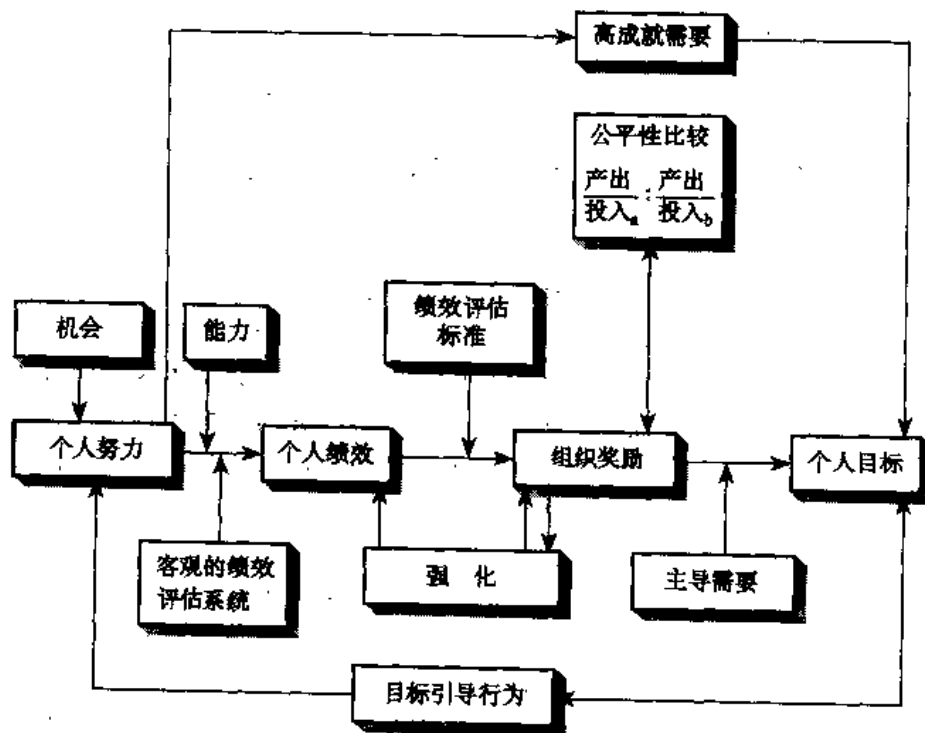 高成就需要
公平性比较
产出 : 产出
投入a 投入b
绩效评估
标准
机会
能力
个人努力
个人绩效
组织奖励
个人目标
客观的绩效
评估系统
强 化
主导需要
目标引导行为